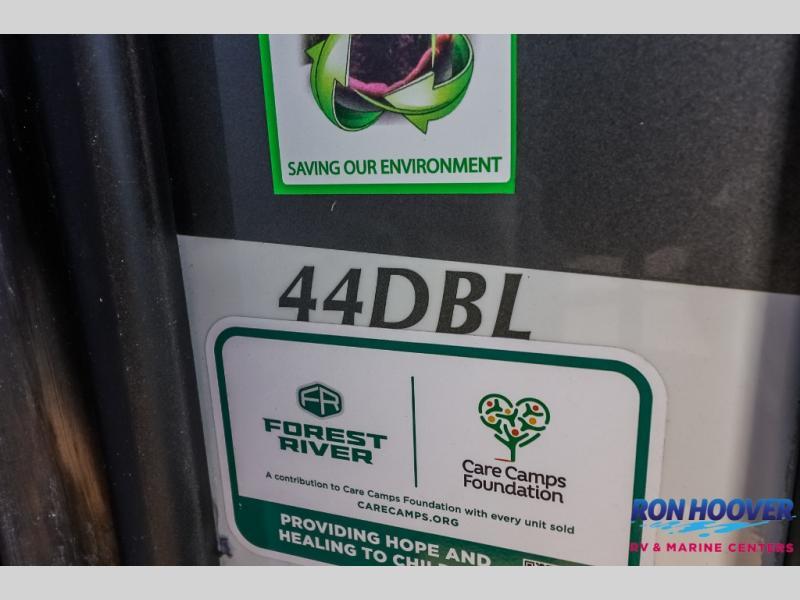 SAVING OUR ENVIRONMENT
44DBL
FR
FOREST
RIVER
Care Camps
Foundation
A contribution to Care Camps Foundation with every unit sold
CARECAMPS.ORG
PROVIDING HOPE AND
HEALING TO
RON HOOVER
RV & MARINE CENTERS